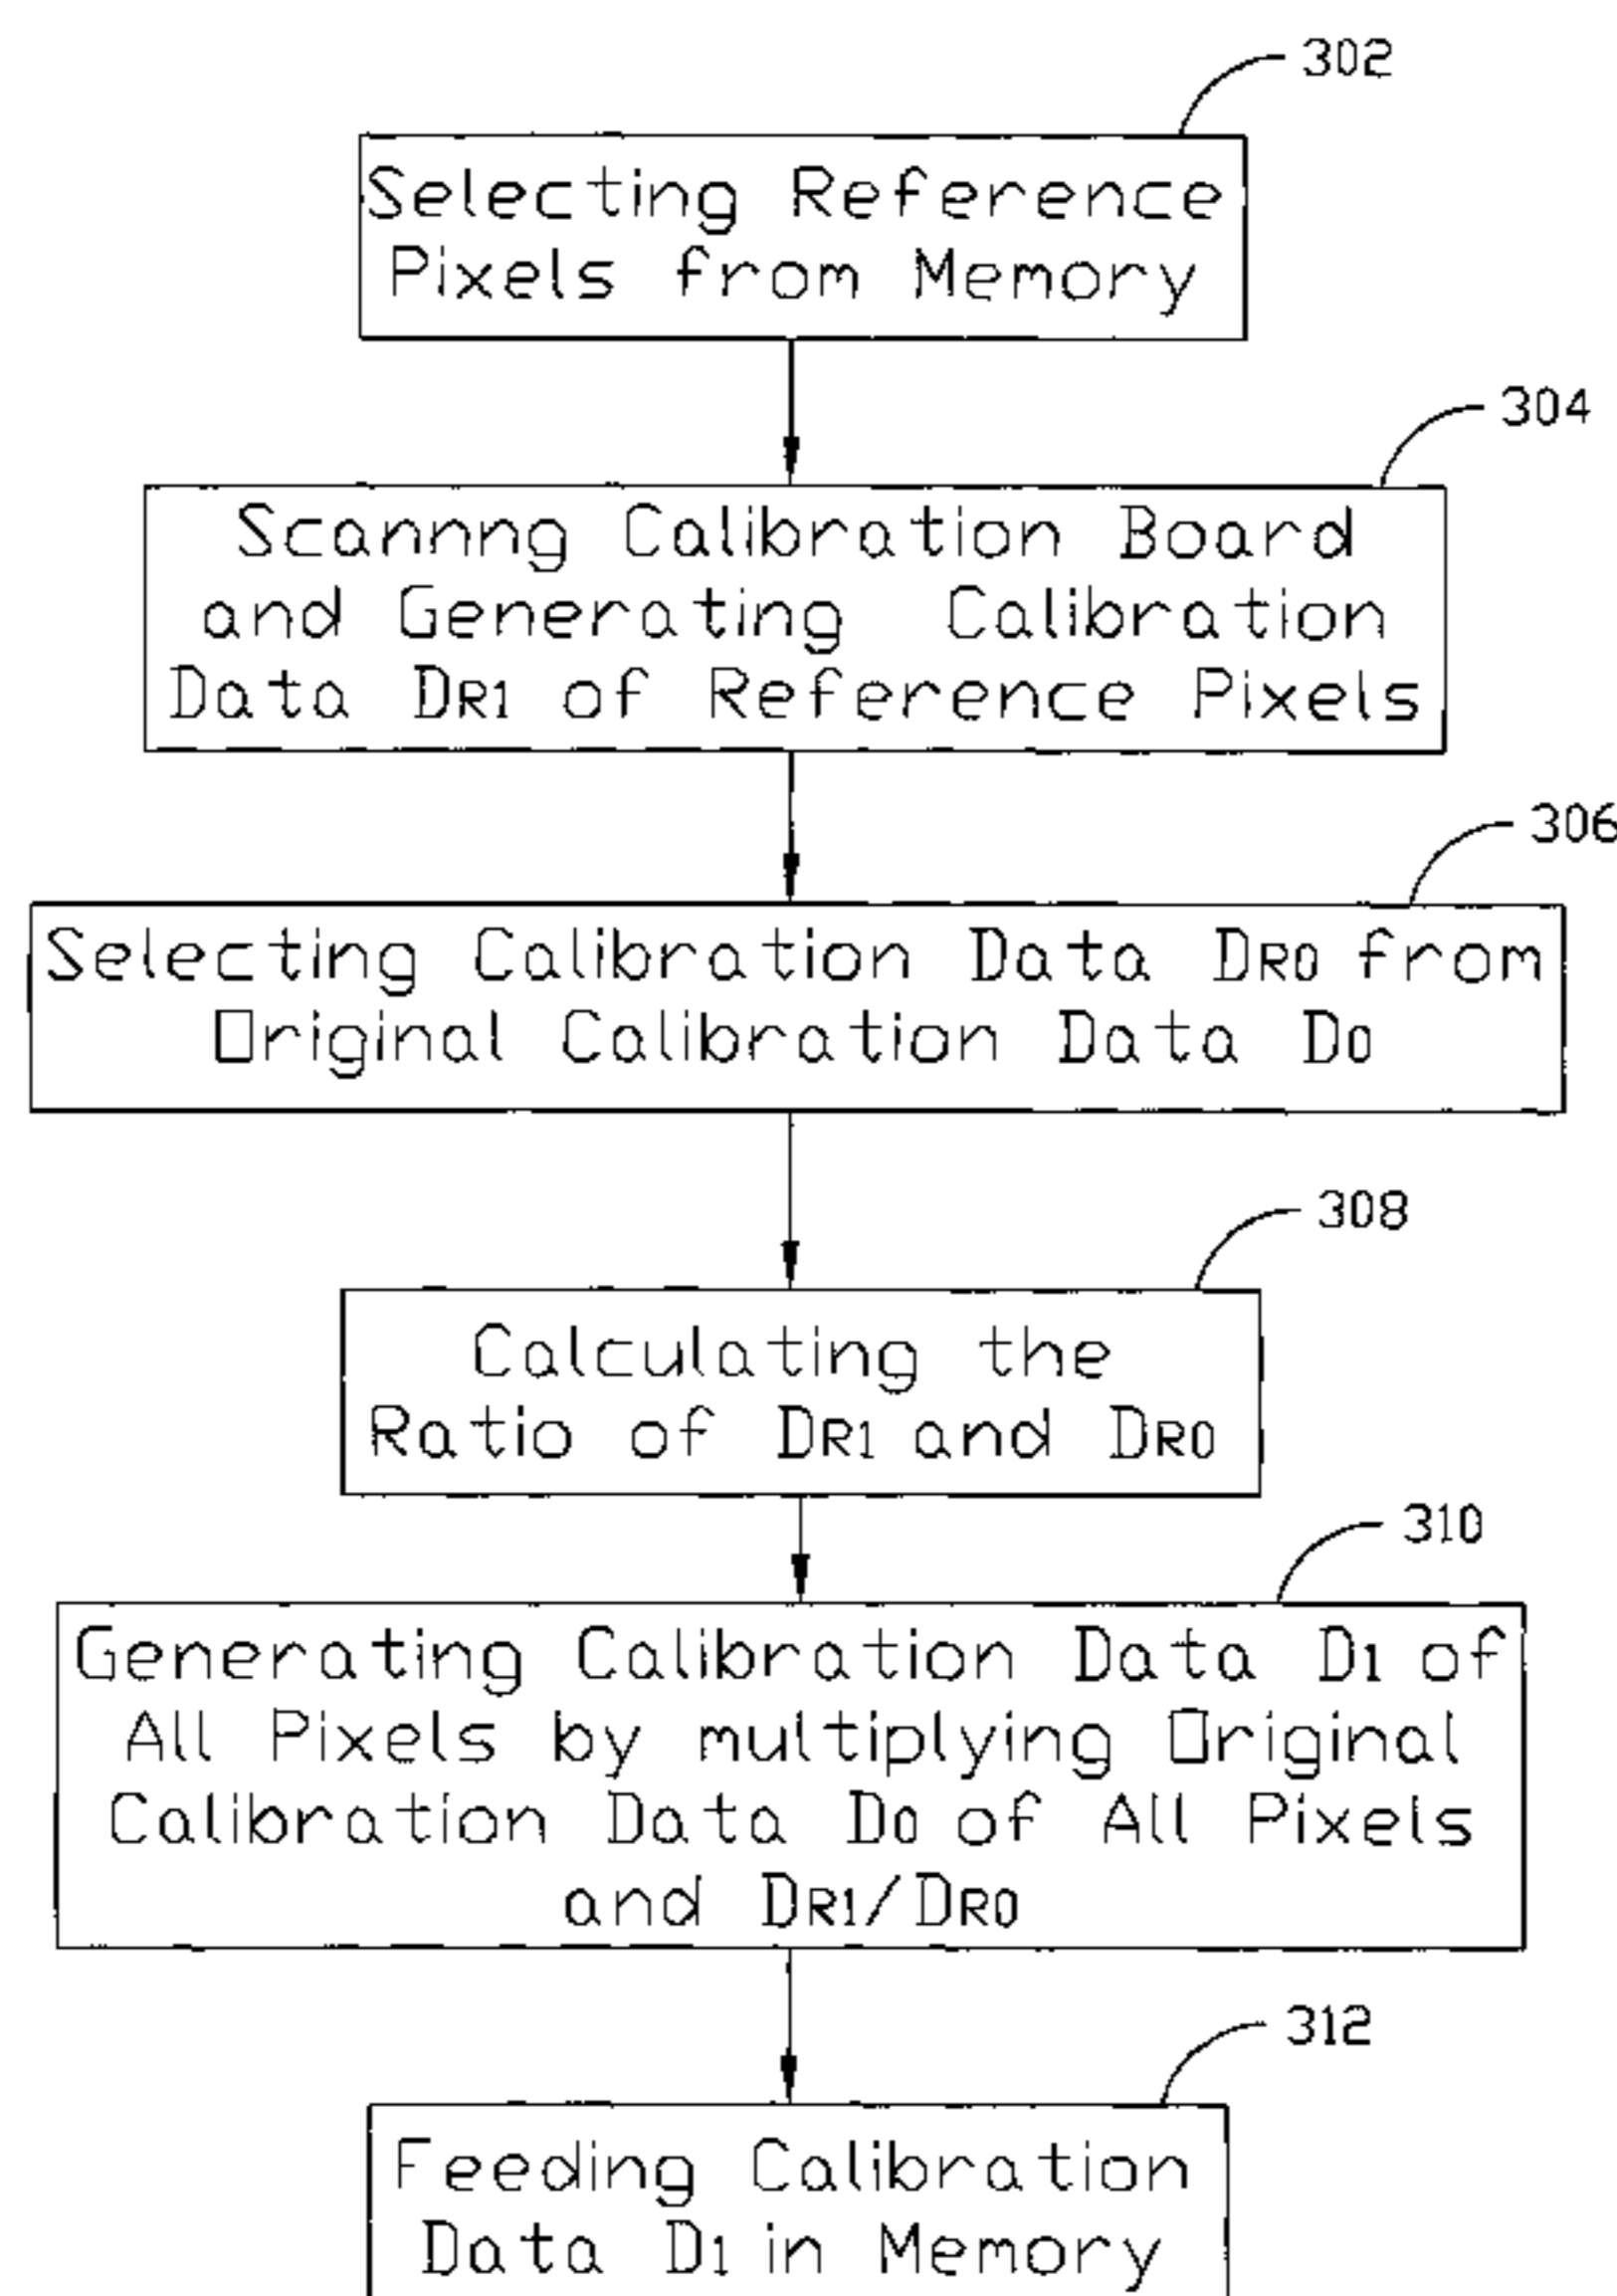 302
Selecting Reference
Pixels from Memory
304
Scannng Calibration Board
and Generating Calibration
Data DR1 of Reference Pixels
306
Selecting Calibration Data DR0 from
Original Calibration Data D0
308
Calculating the
Ratio of DR1 and DR0
310
Generating Calibration Data D1 of
All Pixels by multiplying Original
Calibration Data D0 of All Pixels
and DR1/DR0
312
Feeding Calibration
Data D1 in Memory